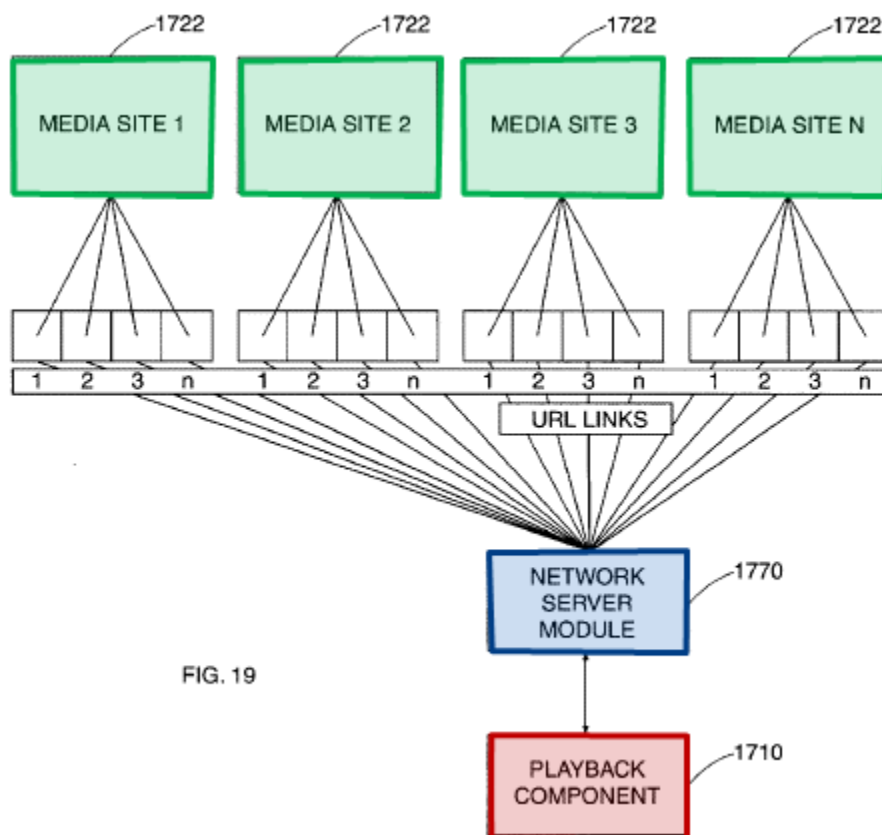 1722 1722 1722 1722
MEDIA SITE 1 MEDIA SITE 2 MEDIA SITE 3 MEDIA SITE N
1 2 3 n 1 2 3 n 1 2 3 n 1 2 3 n
URL LINKS
NETWORK
SERVER
MODULE
1770
FIG. 19
PLAYBACK
COMPONENT
1710